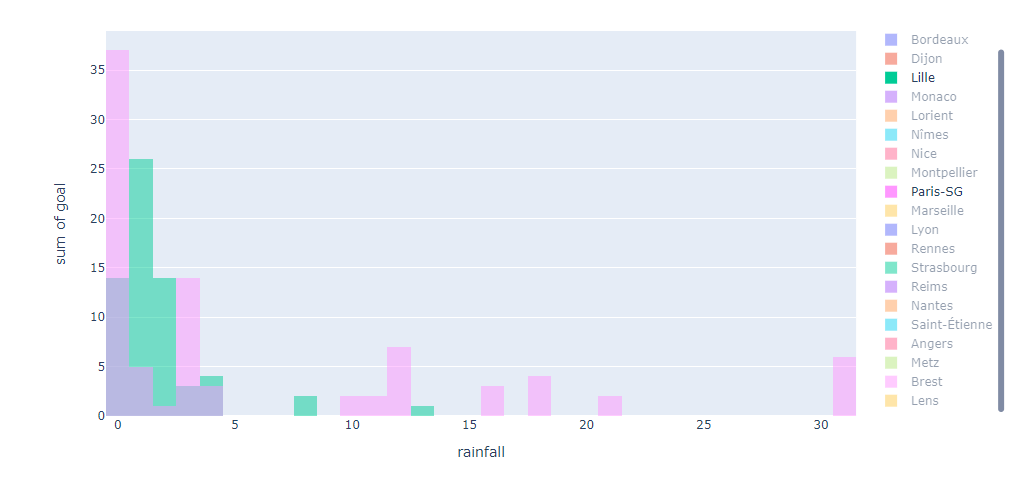 35
30
25
20
15
10
5
0
0 5 10 15 20 25 30
sum of goal
rainfall
Bordeaux
Dijon
Lille
Monaco
Lorient
Nîmes
Nice
Montpellier
Paris-SG
Marseille
Lyon
Rennes
Strasbourg
Reims
Nantes
Saint-Étienne
Angers
Metz
Brest
Lens